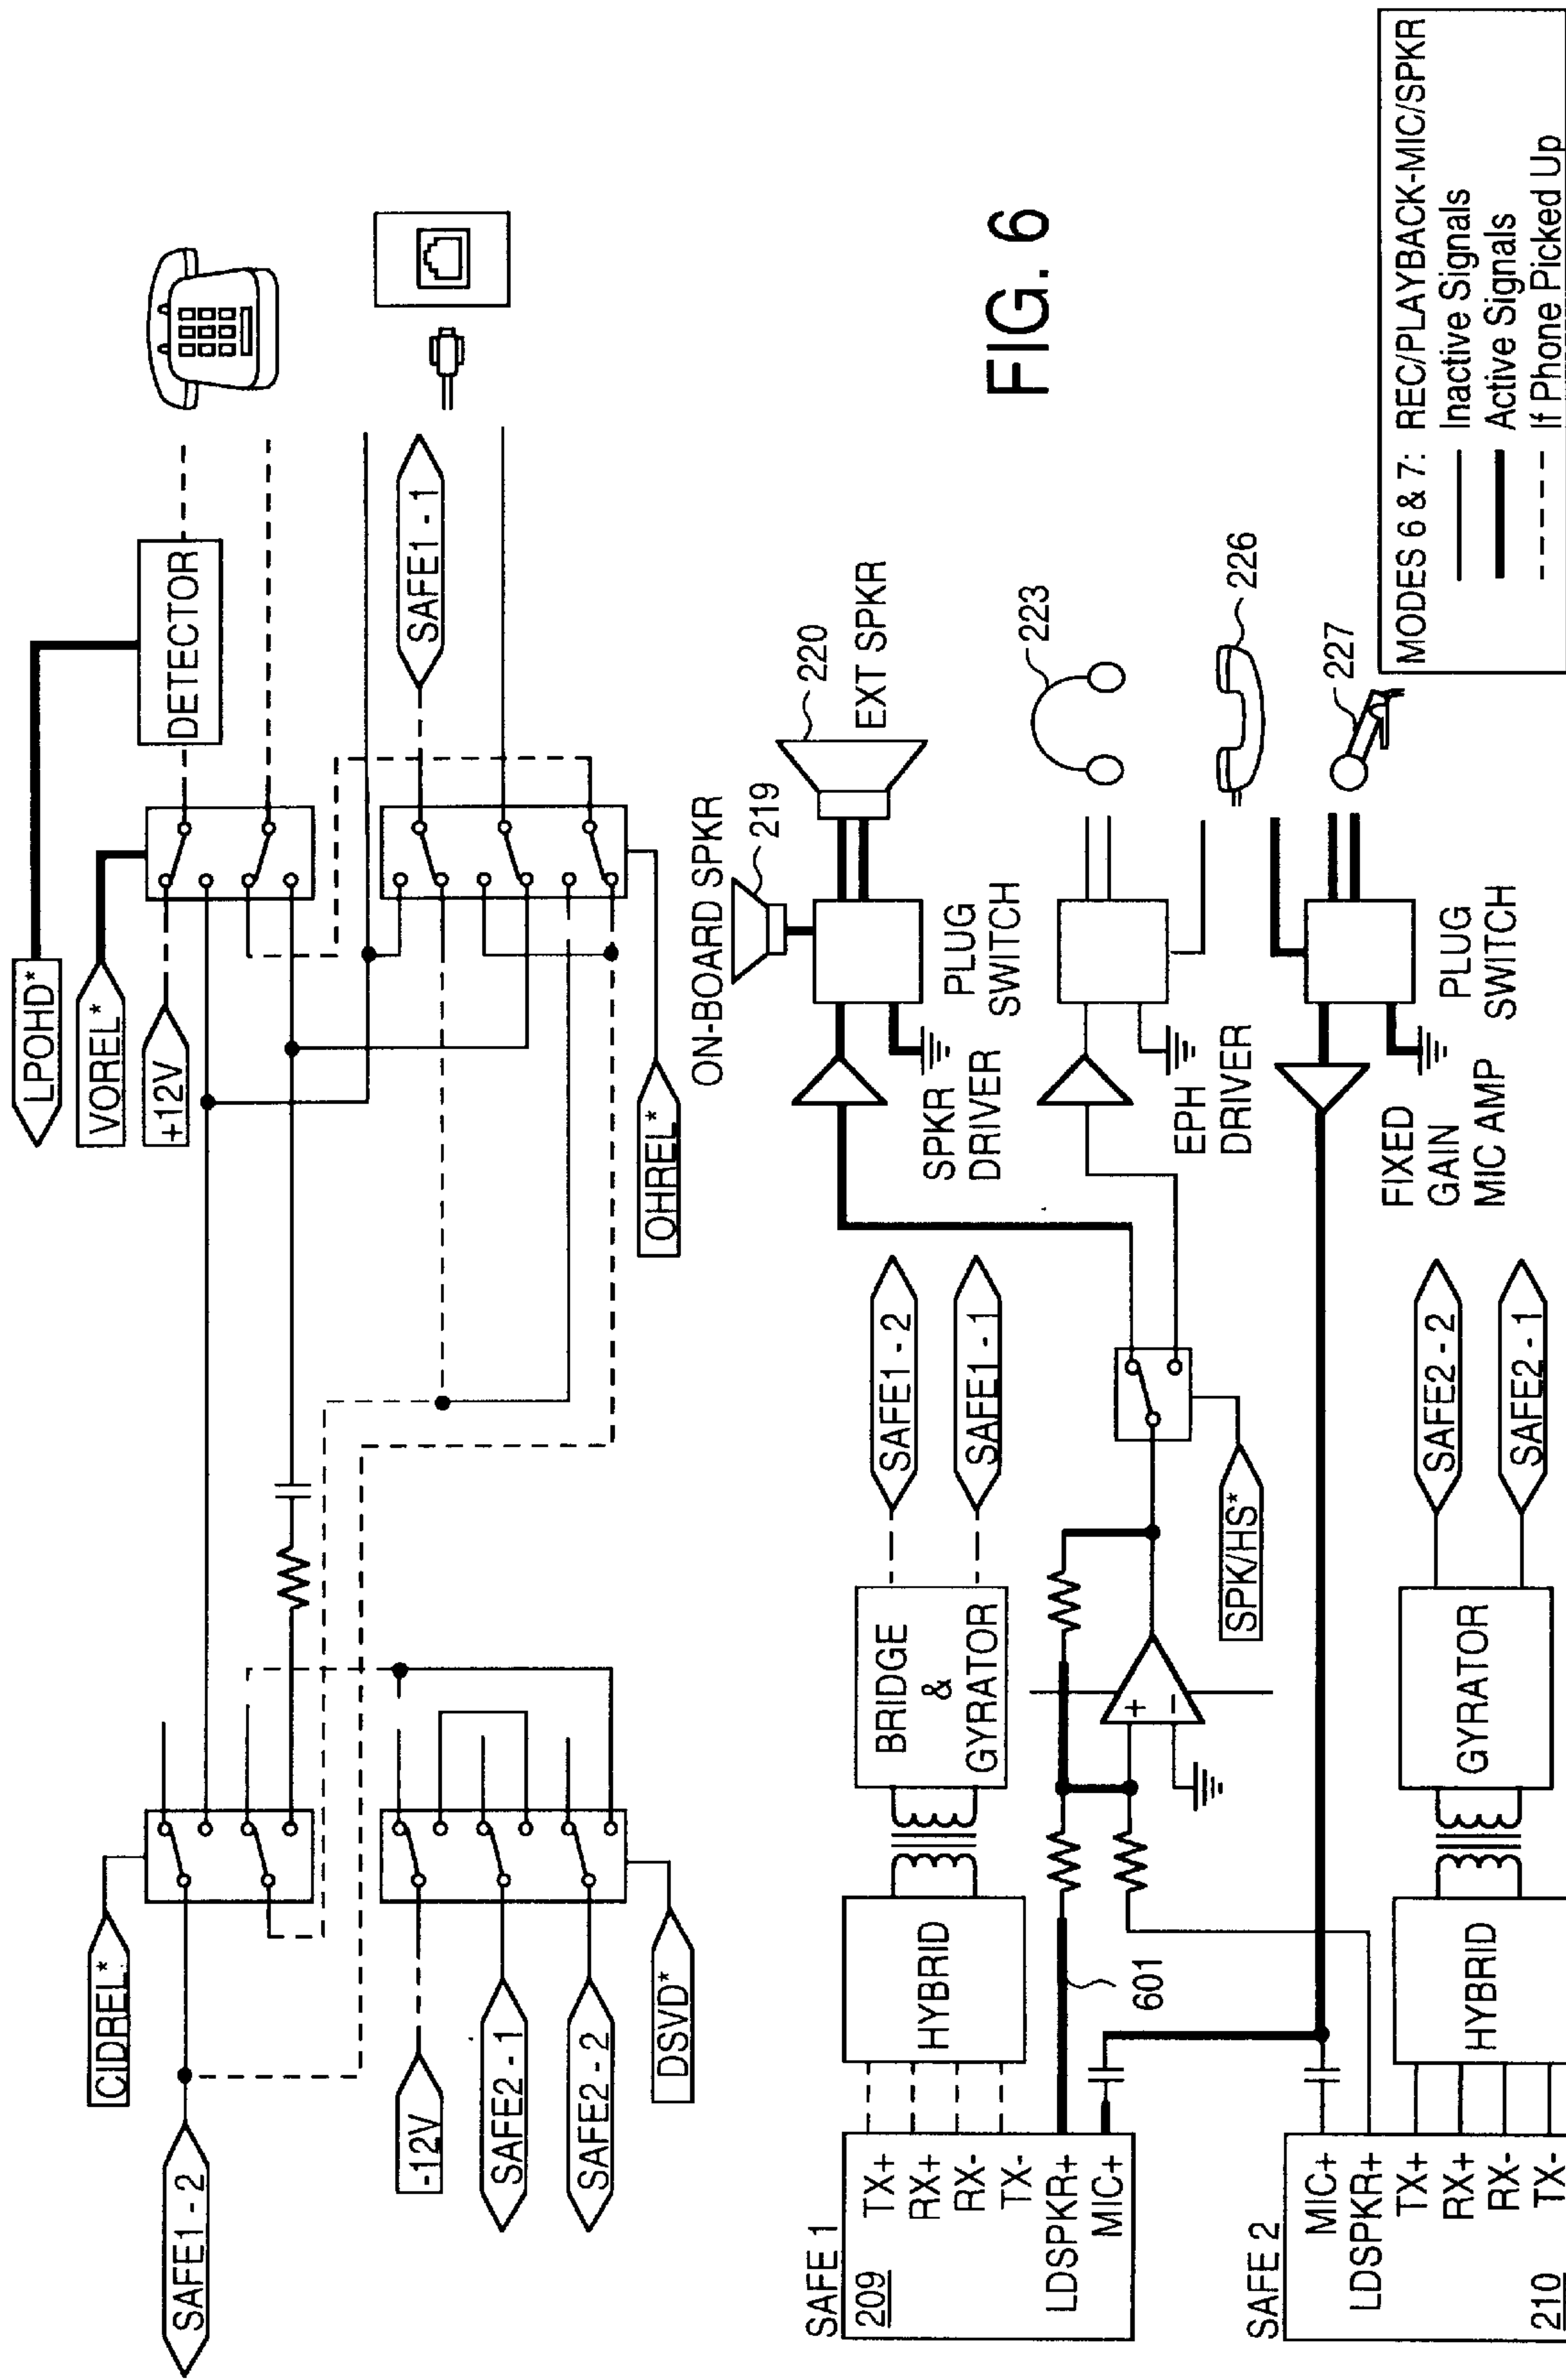 CIDREL*
SAFE1 - 2
-12V
SAFE2 - 1
SAFE2 - 2
DSVD*
LPOHD*
VOREL*
+12V
DETECTOR
SAFE1 - 1
OHREL*
ON-BOARD SPKR
219
220
EXT SPKR
SPKR
DRIVER
PLUG
SWITCH
223
EPH
DRIVER
226
227
FIXED
GAIN
MIC AMP
PLUG
SWITCH
SAFE 1
209
TX+
RX+
RX-
TX-
LDSPKR+
MIC+
HYBRID
BRIDGE
&
GYRATOR
SAFE1 - 2
SAFE1 - 1
601
+
−
SPK/HS*
SAFE 2
210
MIC+
LDSPKR+
TX+
RX+
RX-
TX-
HYBRID
GYRATOR
SAFE2 - 2
SAFE2 - 1
FIG. 6
MODES 6 & 7: REC/PLAYBACK-MIC/SPKR
Inactive Signals
Active Signals
If Phone Picked Up